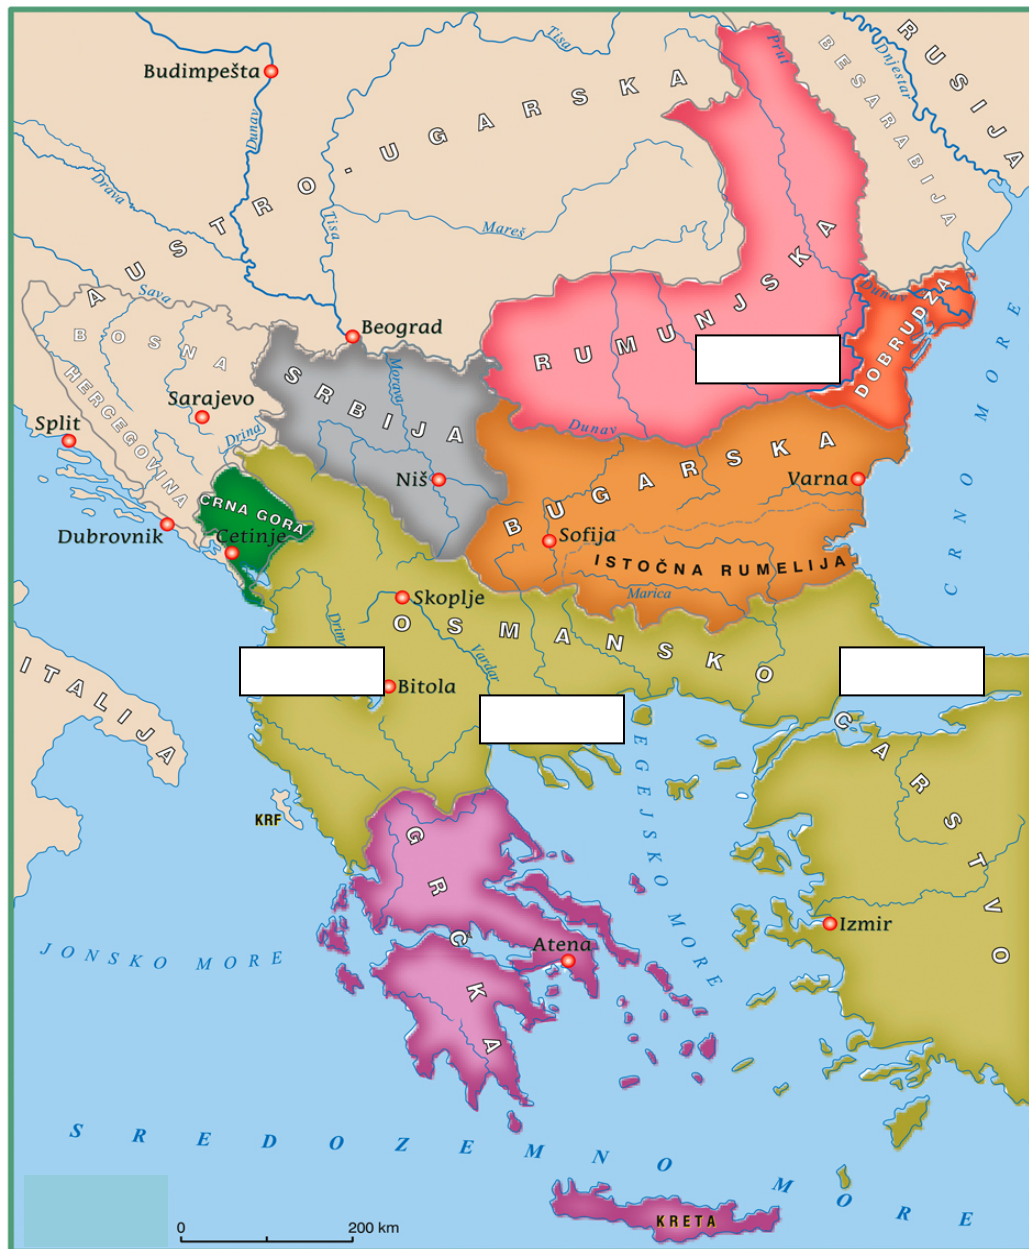 Budimpešta
Tisa
Prut
Dnjestar
RUSIJA
BESARABIJA
Dunav
AUSTRO-UGARSKA
Drava
Tisa
Mareš
Sava
BOSNA
HERCEGOVINA
Beograd
RUMUNJSKA
Dunav
DOBRUDŽA
Morava
SRBIJA
Sarajevo
Split
Drina
Dunav
BUGARSKA
CRNO MORE
Niš
Varna
CRNA GORA
Dubrovnik
Cetinje
Sofija
ISTOČNA RUMELIJA
Marica
Skoplje
OSMANSKO CARSTVO
Drim
Vardar
ITALIJA
Bitola
EGEJSKO MORE
KRF
GRČKA
Izmir
Atena
JONSKO MORE
SREDOZEMNO MORE
KRETA
0 200 km